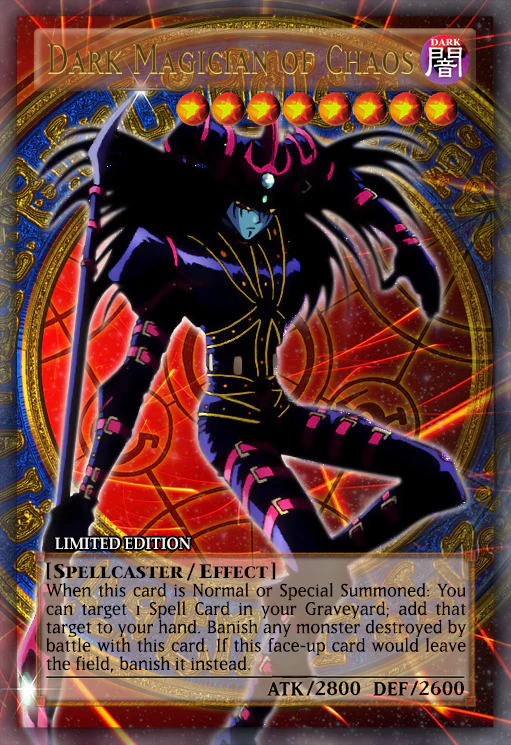 Dark Magician of Chaos
DARK
闇
LIMITED EDITION
[Spellcaster / Effect]
When this card is Normal or Special Summoned: You
can target 1 Spell Card in your Graveyard; add that
target to your hand. Banish any monster destroyed by
battle with this card. If this face-up card would leave
the field, banish it instead.
ATK/2800 DEF/2600